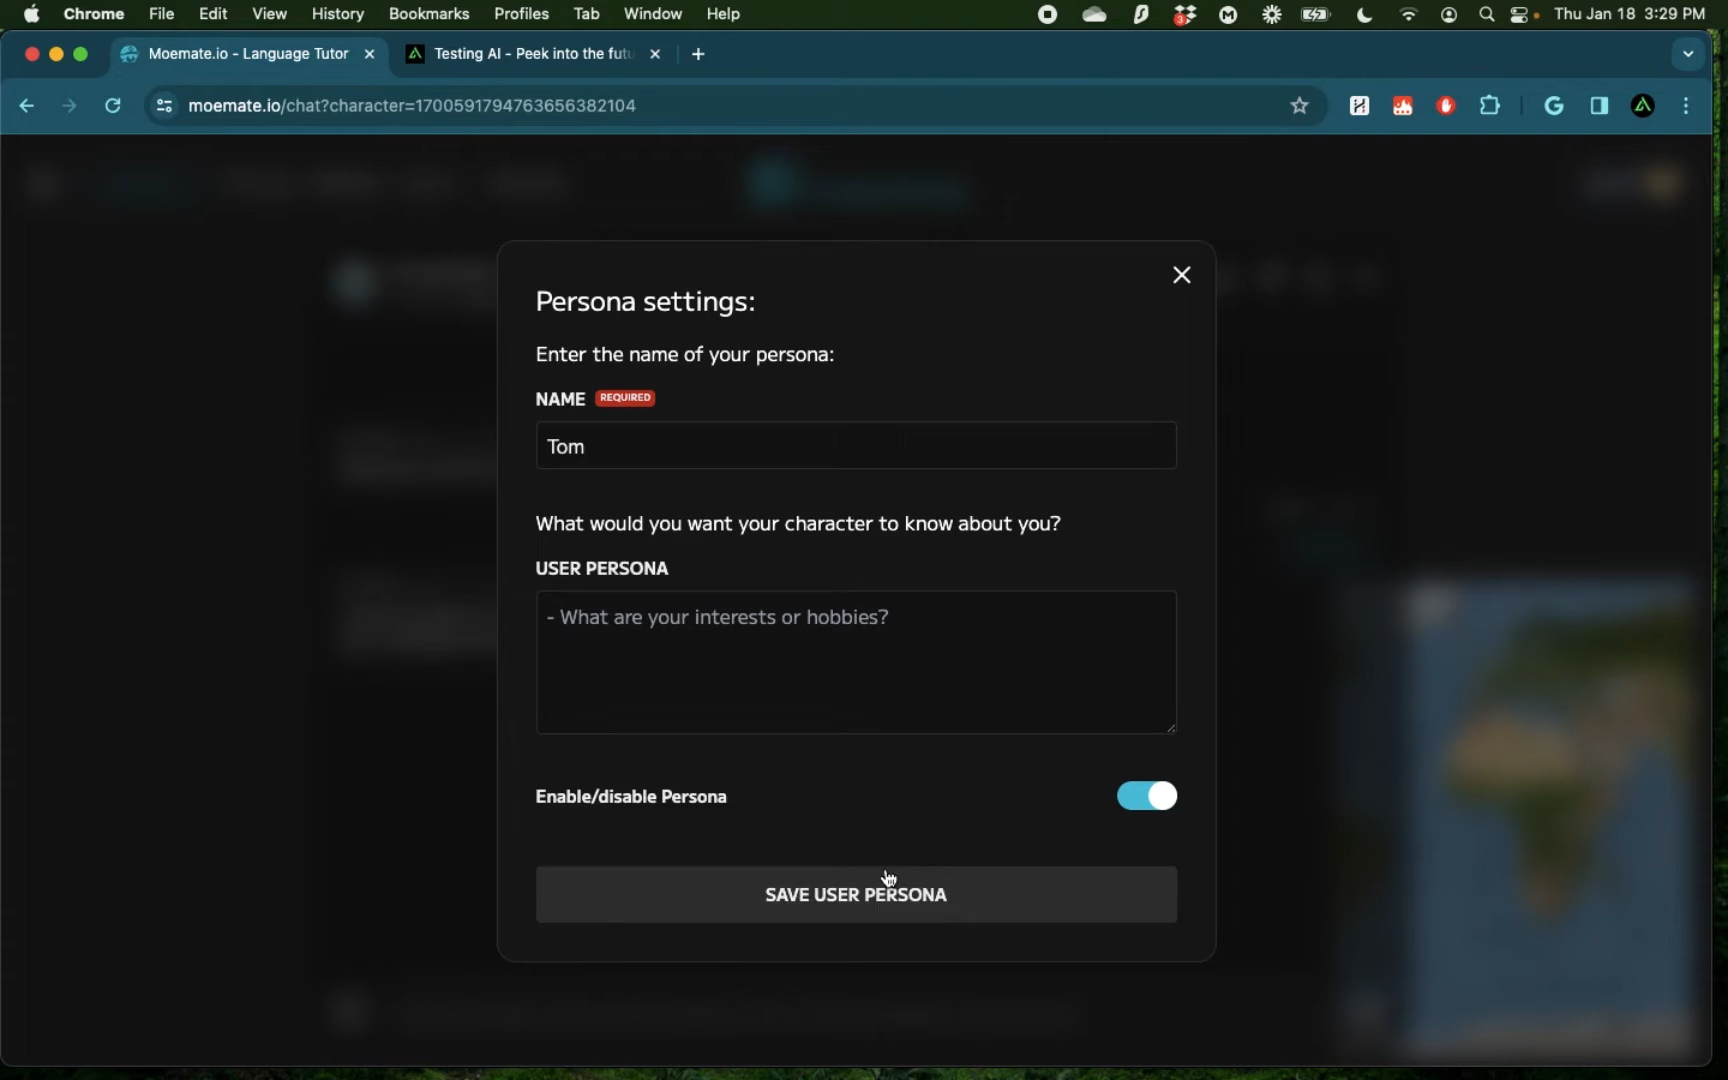 Chrome File Edit View History Bookmarks Profiles Tab Window Help 3 Thu Jan 18 3:29 PM
Moemate.io - Language Tutor Testing AI - Peek into the futu
moemate.io/chat?character=1700591794763656382104
Persona settings:
Enter the name of your persona:
NAME REQUIRED
Tom
What would you want your character to know about you?
USER PERSONA
- What are your interests or hobbies?
Enable/disable Persona
SAVE USER PERSONA